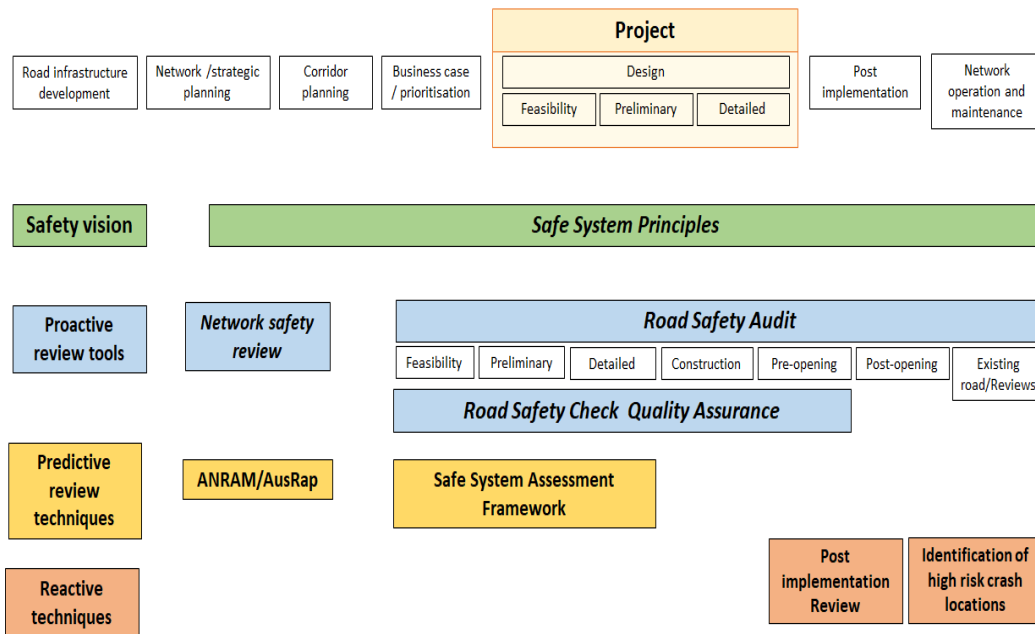 Project
Road infrastructure
development
Network /strategic
planning
Corridor
planning
Business case
/ prioritisation
Design
Feasibility
Preliminary
Detailed
Post
implementation
Network
operation and
maintenance
Safety vision
Safe System Principles
Proactive
review tools
Network safety
review
Road Safety Audit
Feasibility
Preliminary
Detailed
Construction
Pre-opening
Post-opening
Existing
road/Reviews
Road Safety Check Quality Assurance
Predictive
review
techniques
ANRAM/AusRap
Safe System Assessment
Framework
Reactive
techniques
Post
implementation
Review
Identification of
high risk crash
locations